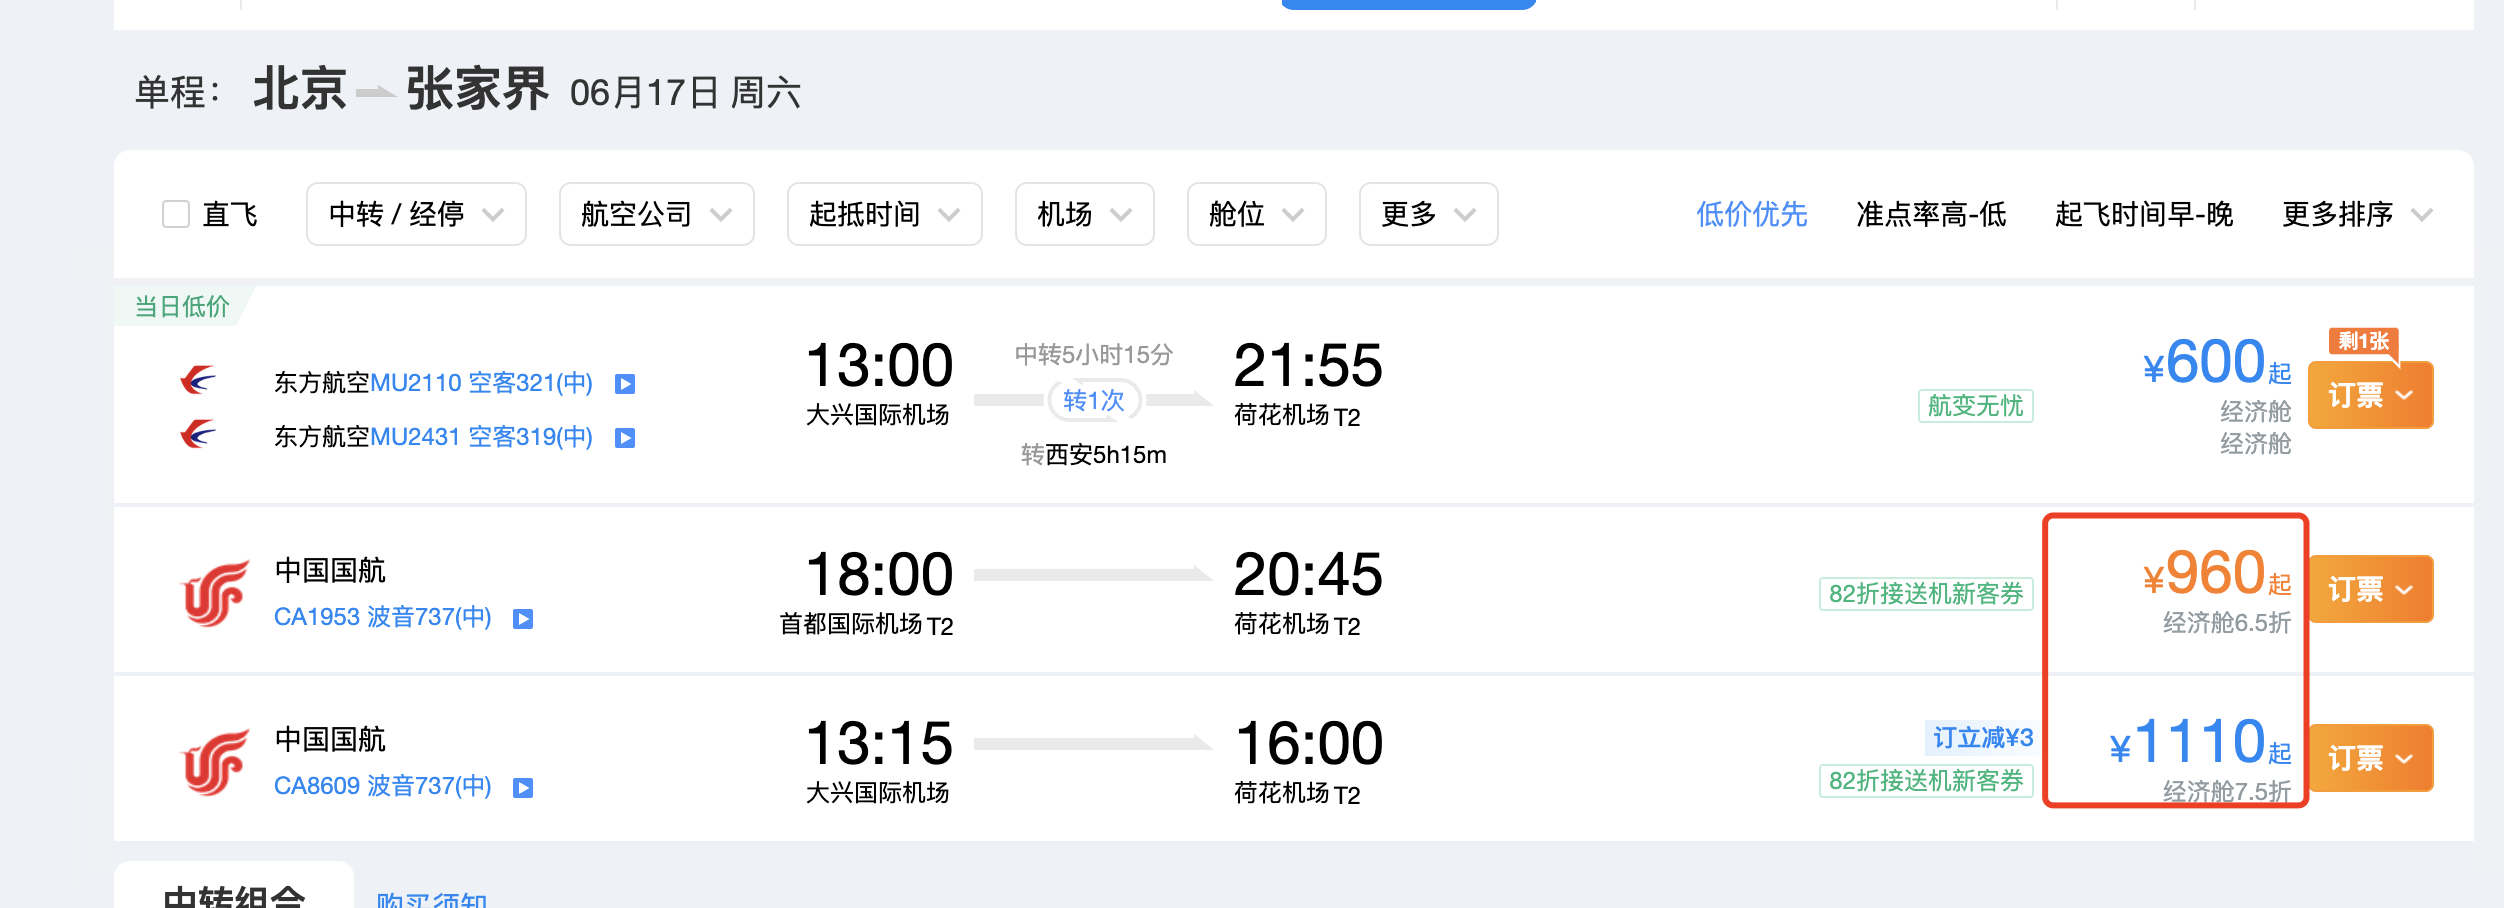 单程： 北京 张家界 06月17日 周六
直飞 中转 / 经停 航空公司 起抵时间 机场 舱位 更多 低价优先 准点率高-低 起飞时间早-晚 更多排序
当日低价
东方航空MU2110 空客321(中)
东方航空MU2431 空客319(中)
13:00
大兴国际机场
中转5小时15分
转1次
转西安5h15m
21:55
荷花机场 T2
航变无忧
¥600起
经济舱
经济舱
剩1张
订票
中国国航
CA1953 波音737(中)
18:00
首都国际机场 T2
20:45
荷花机场 T2
82折接送机新客券
¥960起
经济舱6.5折
订票
中国国航
CA8609 波音737(中)
13:15
大兴国际机场
16:00
荷花机场 T2
订立减¥3
82折接送机新客券
¥1110起
经济舱7.5折
订票
中转组合 购买须知